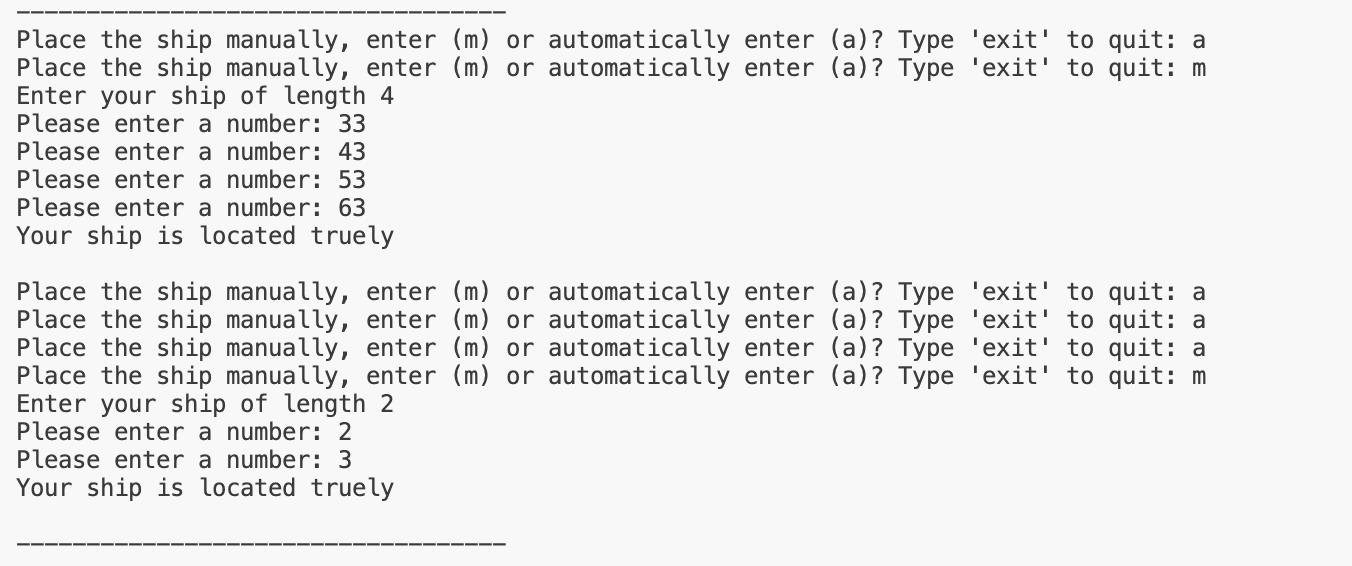 -----------------------------------
Place the ship manually, enter (m) or automatically enter (a)? Type 'exit' to quit: a
Place the ship manually, enter (m) or automatically enter (a)? Type 'exit' to quit: m
Enter your ship of length 4
Please enter a number: 33
Please enter a number: 43
Please enter a number: 53
Please enter a number: 63
Your ship is located truely
Place the ship manually, enter (m) or automatically enter (a)? Type 'exit' to quit: a
Place the ship manually, enter (m) or automatically enter (a)? Type 'exit' to quit: a
Place the ship manually, enter (m) or automatically enter (a)? Type 'exit' to quit: a
Place the ship manually, enter (m) or automatically enter (a)? Type 'exit' to quit: m
Enter your ship of length 2
Please enter a number: 2
Please enter a number: 3
Your ship is located truely
-----------------------------------